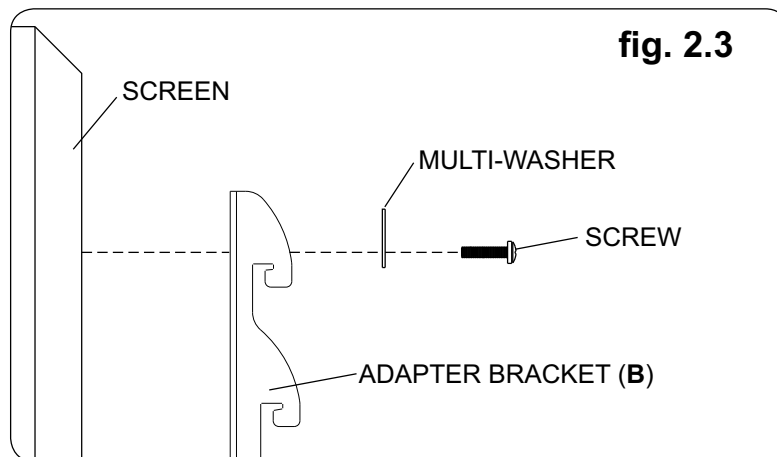 fig. 2.3
SCREEN
MULTI-WASHER
SCREW
ADAPTER BRACKET (B)